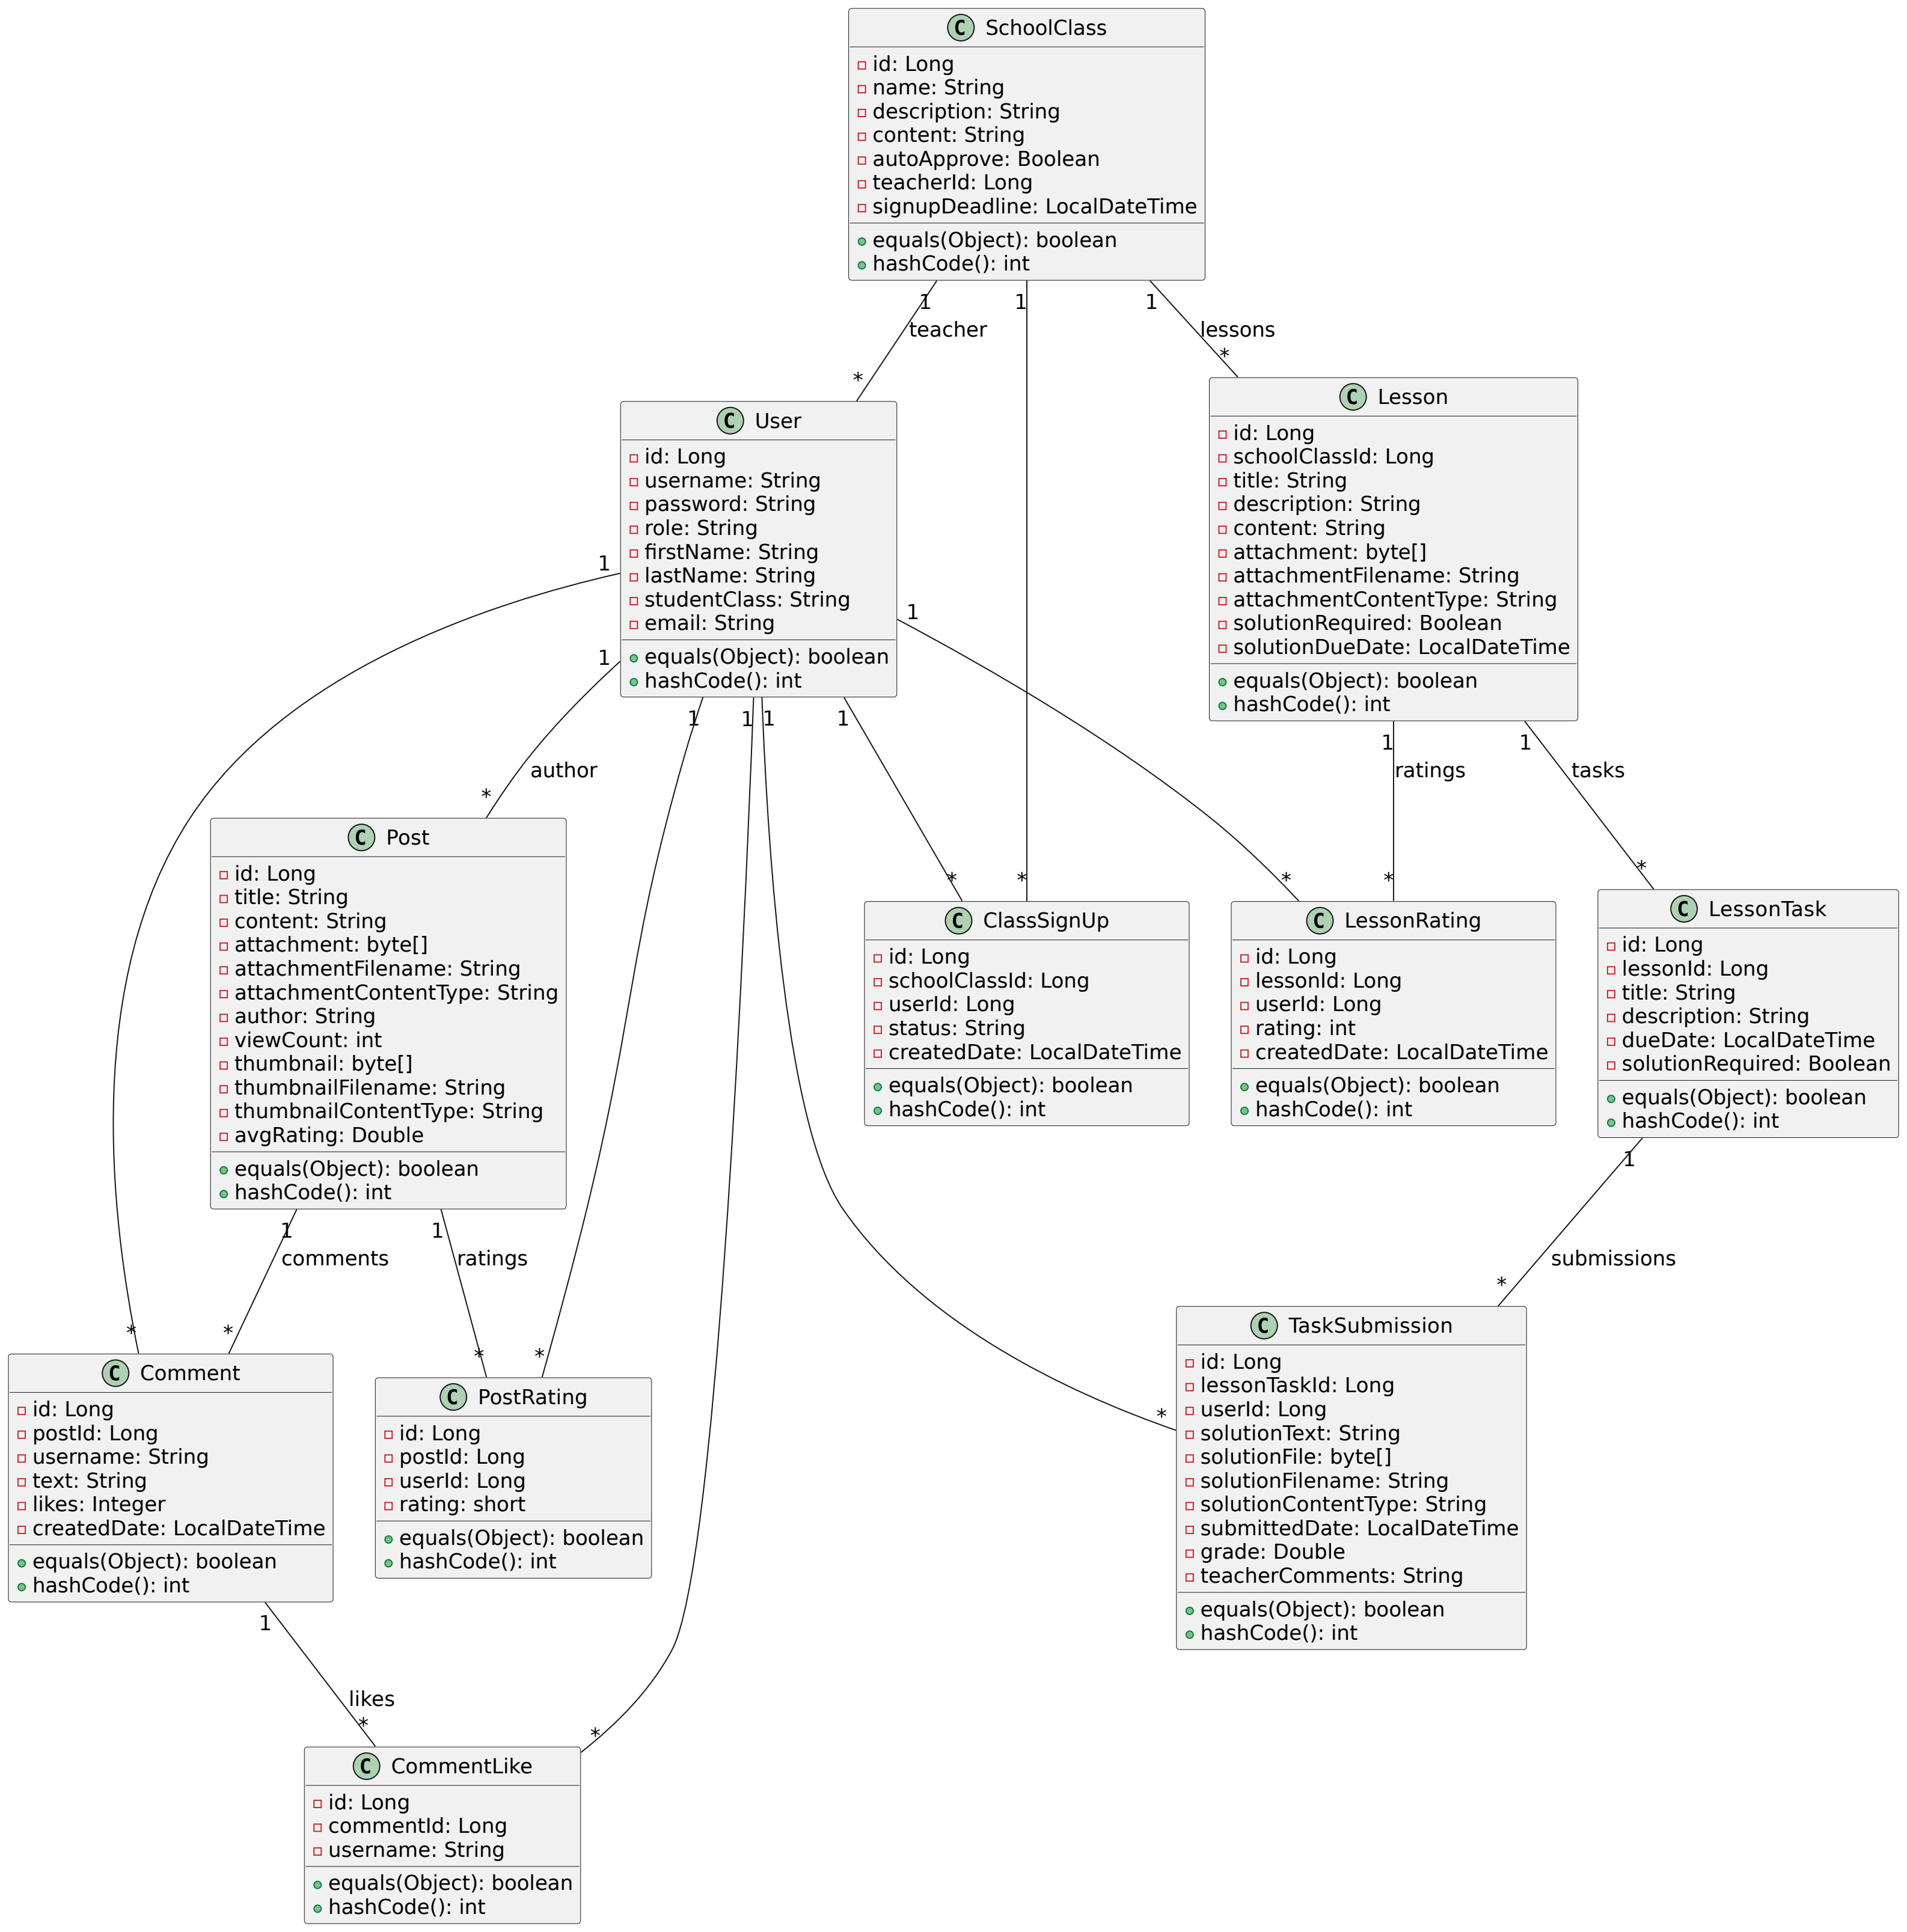 C SchoolClass
id: Long
name: String
description: String
content: String
autoApprove: Boolean
teacherId: Long
signupDeadline: LocalDateTime
equals(Object): boolean
hashCode(): int
1
1
1
teacher
lessons
*
*
C User
id: Long
username: String
password: String
role: String
firstName: String
lastName: String
studentClass: String
email: String
equals(Object): boolean
hashCode(): int
C Lesson
id: Long
schoolClassId: Long
title: String
description: String
content: String
attachment: byte[]
attachmentFilename: String
attachmentContentType: String
solutionRequired: Boolean
solutionDueDate: LocalDateTime
equals(Object): boolean
hashCode(): int
1
1
1
1
1
1
1
1
1
author
ratings
tasks
*
*
*
*
*
*
C Post
id: Long
title: String
content: String
attachment: byte[]
attachmentFilename: String
attachmentContentType: String
author: String
viewCount: int
thumbnail: byte[]
thumbnailFilename: String
thumbnailContentType: String
avgRating: Double
equals(Object): boolean
hashCode(): int
C ClassSignUp
id: Long
schoolClassId: Long
userId: Long
status: String
createdDate: LocalDateTime
equals(Object): boolean
hashCode(): int
C LessonRating
id: Long
lessonId: Long
userId: Long
rating: int
createdDate: LocalDateTime
equals(Object): boolean
hashCode(): int
C LessonTask
id: Long
lessonId: Long
title: String
description: String
dueDate: LocalDateTime
solutionRequired: Boolean
equals(Object): boolean
hashCode(): int
1
1
1
comments
ratings
submissions
*
*
*
*
*
*
C Comment
id: Long
postId: Long
username: String
text: String
likes: Integer
createdDate: LocalDateTime
equals(Object): boolean
hashCode(): int
C PostRating
id: Long
postId: Long
userId: Long
rating: short
equals(Object): boolean
hashCode(): int
C TaskSubmission
id: Long
lessonTaskId: Long
userId: Long
solutionText: String
solutionFile: byte[]
solutionFilename: String
solutionContentType: String
submittedDate: LocalDateTime
grade: Double
teacherComments: String
equals(Object): boolean
hashCode(): int
1
likes
*
*
C CommentLike
id: Long
commentId: Long
username: String
equals(Object): boolean
hashCode(): int